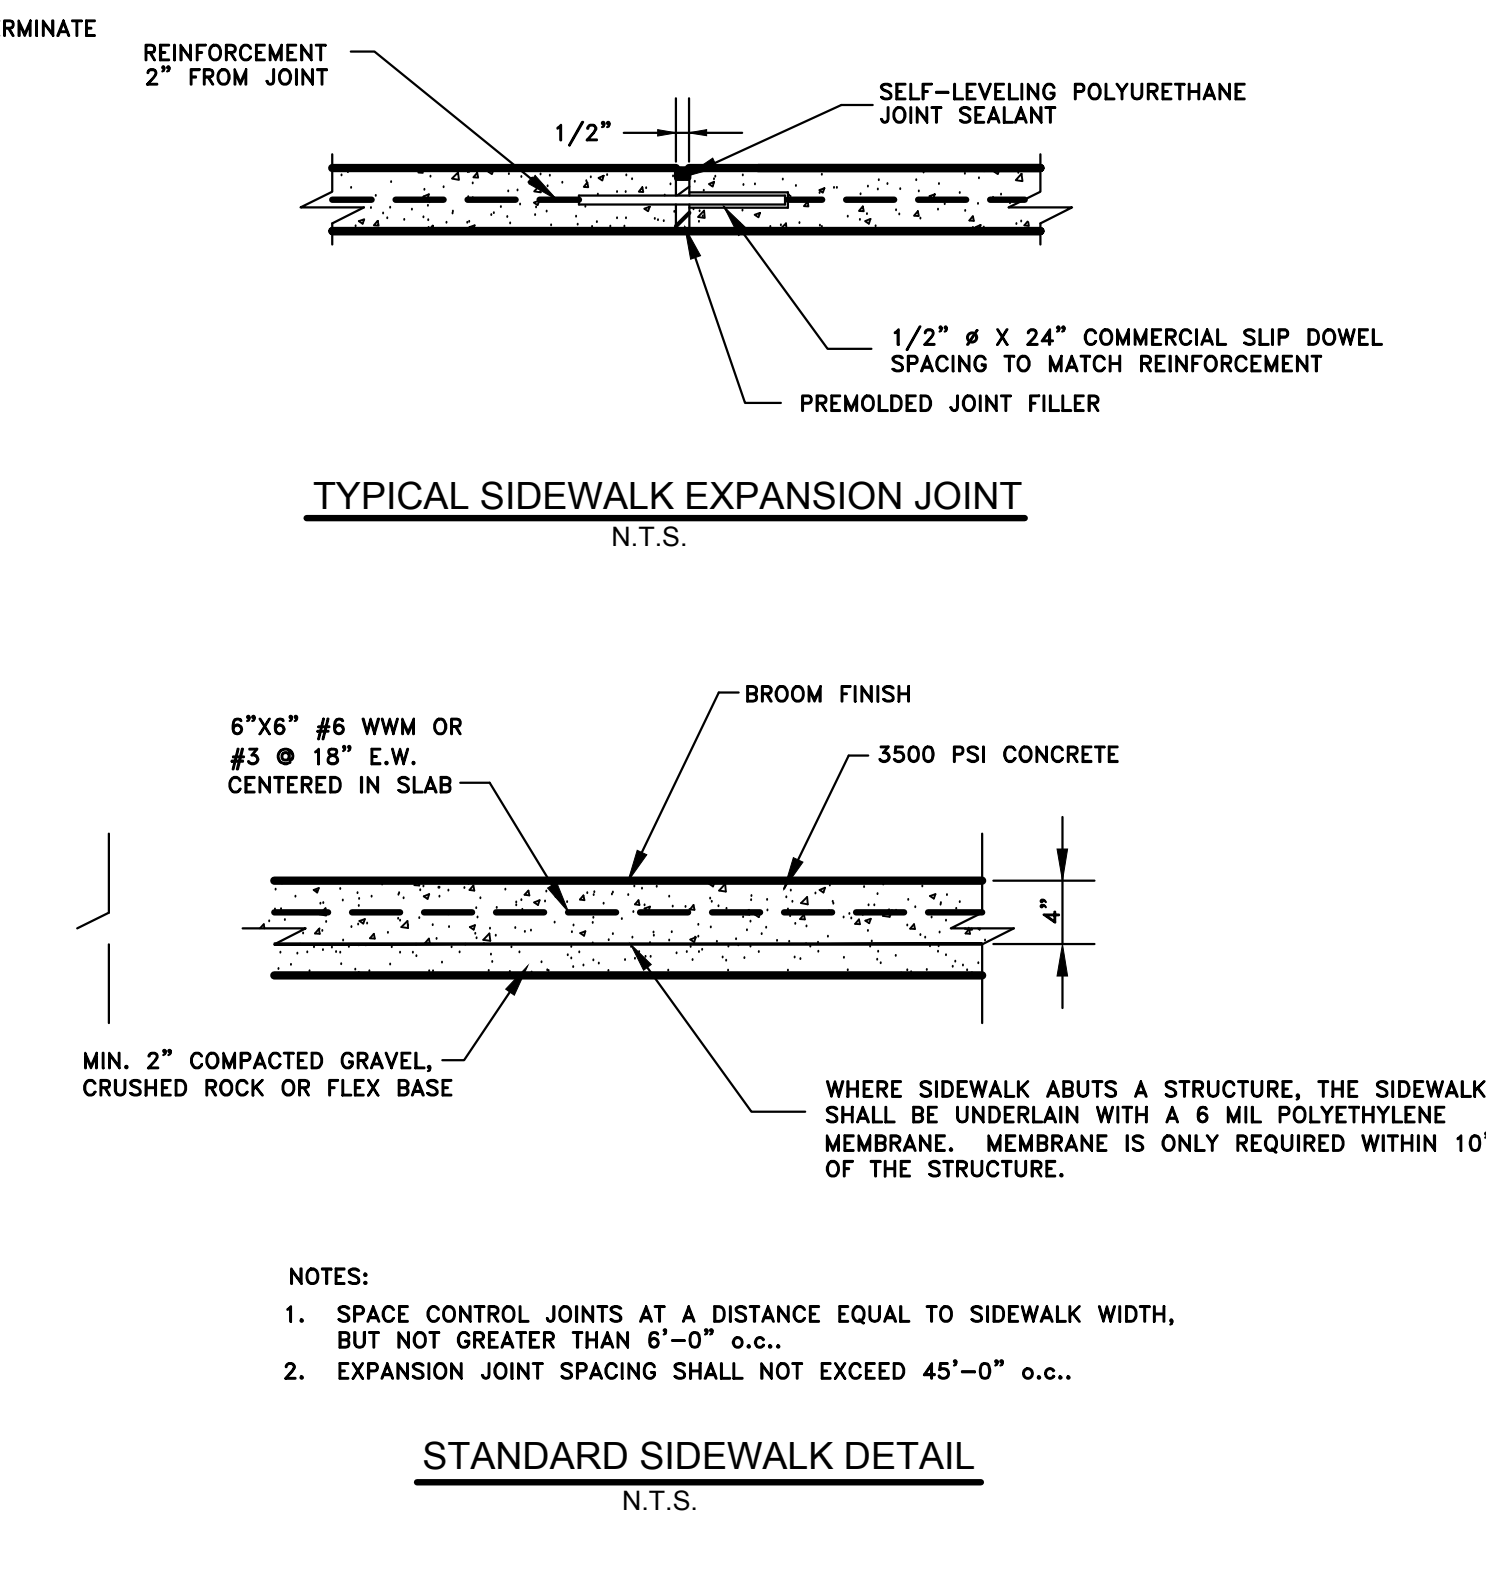 ERMINATE
REINFORCEMENT
2” FROM JOINT
1/2”
SELF–LEVELING POLYURETHANE
JOINT SEALANT
1/2” ø X 24” COMMERCIAL SLIP DOWEL
SPACING TO MATCH REINFORCEMENT
PREMOLDED JOINT FILLER
TYPICAL SIDEWALK EXPANSION JOINT
N.T.S.
BROOM FINISH
6”X6” #6 WWM OR
#3 @ 18” E.W.
CENTERED IN SLAB
3500 PSI CONCRETE
4”
MIN. 2” COMPACTED GRAVEL,
CRUSHED ROCK OR FLEX BASE
WHERE SIDEWALK ABUTS A STRUCTURE, THE SIDEWALK
SHALL BE UNDERLAIN WITH A 6 MIL POLYETHYLENE
MEMBRANE. MEMBRANE IS ONLY REQUIRED WITHIN 10’
OF THE STRUCTURE.
NOTES:
1. SPACE CONTROL JOINTS AT A DISTANCE EQUAL TO SIDEWALK WIDTH,
BUT NOT GREATER THAN 6’–0” o.c..
2. EXPANSION JOINT SPACING SHALL NOT EXCEED 45’–0” o.c..
STANDARD SIDEWALK DETAIL
N.T.S.